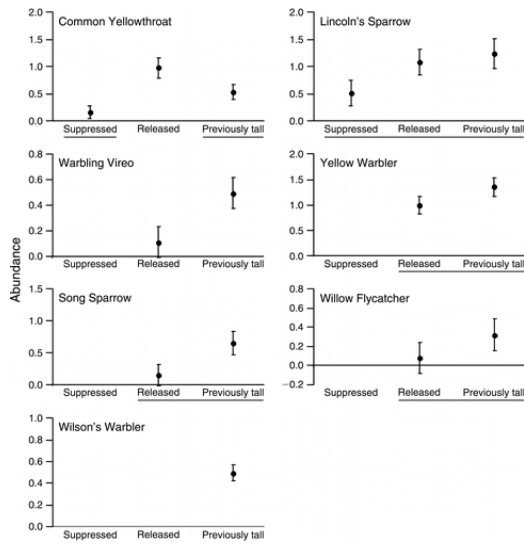 Abundance
Common Yellowthroat
2.0
1.5
1.0
0.5
0.0
Suppressed Released Previously tall
Lincoln's Sparrow
2.0
1.5
1.0
0.5
0.0
Suppressed Released Previously tall
Warbling Vireo
0.8
0.6
0.4
0.2
0.0
Suppressed Released Previously tall
Yellow Warbler
2.0
1.5
1.0
0.5
0.0
Suppressed Released Previously tall
Song Sparrow
1.5
1.0
0.5
0.0
Suppressed Released Previously tall
Willow Flycatcher
0.8
0.6
0.4
0.2
0.0
−0.2
Suppressed Released Previously tall
Wilson's Warbler
1.0
0.8
0.6
0.4
0.2
0.0
Suppressed Released Previously tall